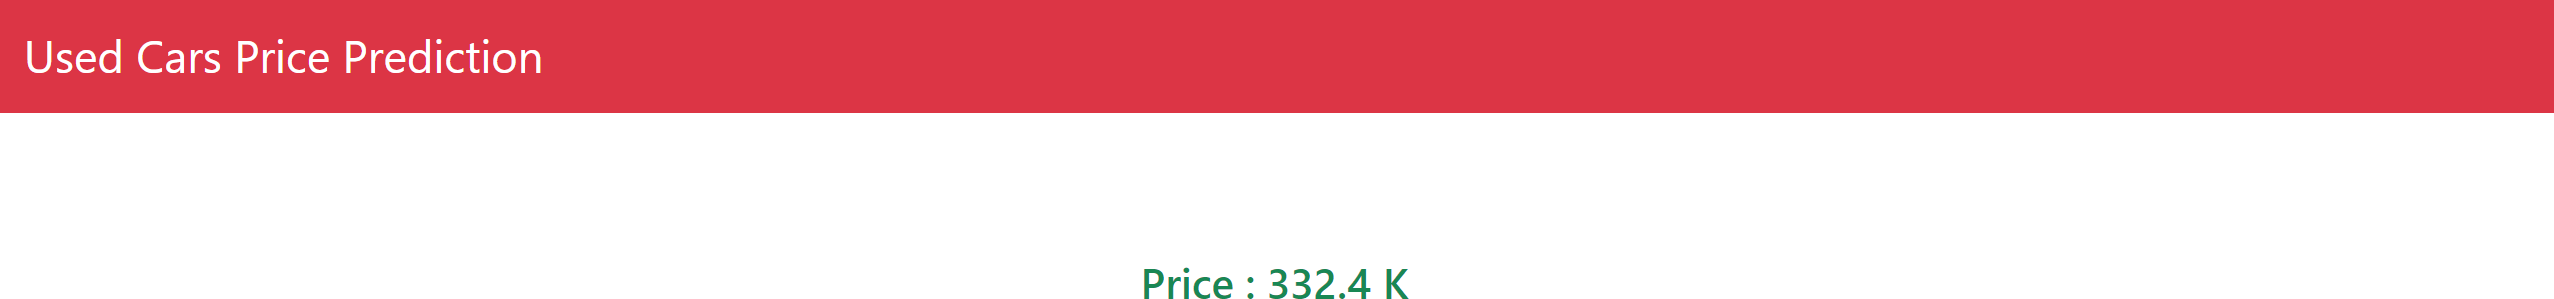 Used Cars Price Prediction
Price : 332.4 K